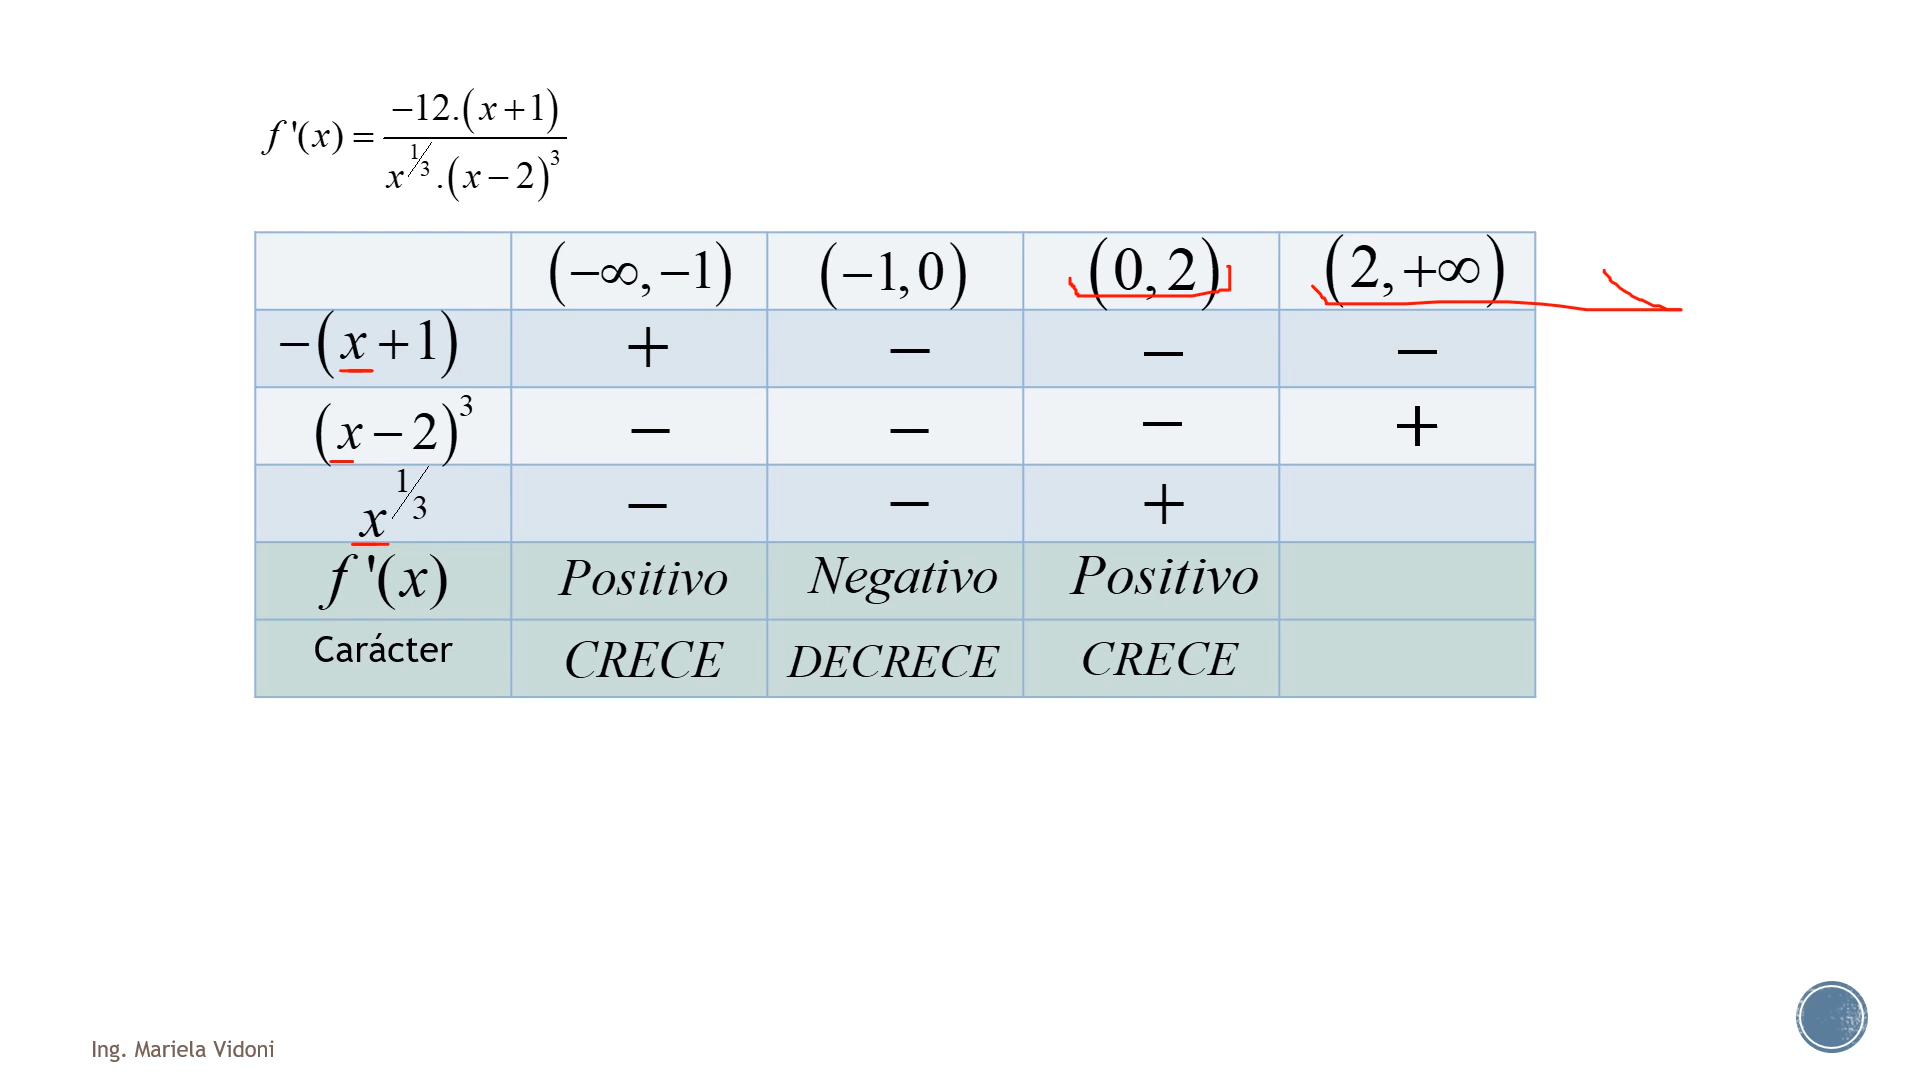 f '(x) = −12.(x+1) / x^1/3 .(x−2)^3
(−∞,−1) (−1,0) (0,2) (2,+∞)
−(x+1) + − − −
(x−2)^3 − − − +
x^1/3 − − +
f '(x) Positivo Negativo Positivo
Carácter CRECE DECRECE CRECE
Ing. Mariela Vidoni